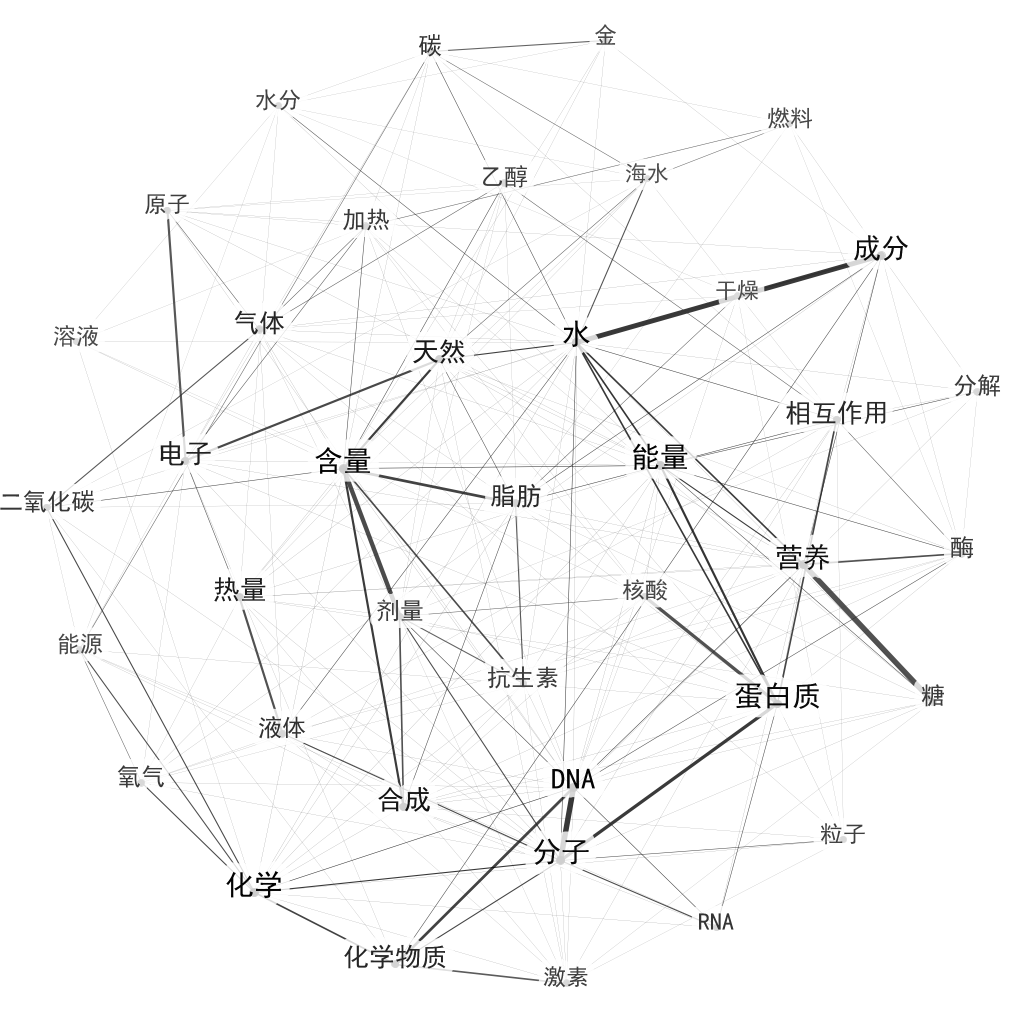 金
碳
水分
燃料
海水
乙醇
原子
加热
成分
干燥
气体
水
溶液
天然
分解
相互作用
电子
含量
能量
脂肪
二氧化碳
酶
营养
热量
核酸
剂量
能源
抗生素
蛋白质
糖
液体
氧气
DNA
合成
粒子
分子
化学
RNA
化学物质
激素